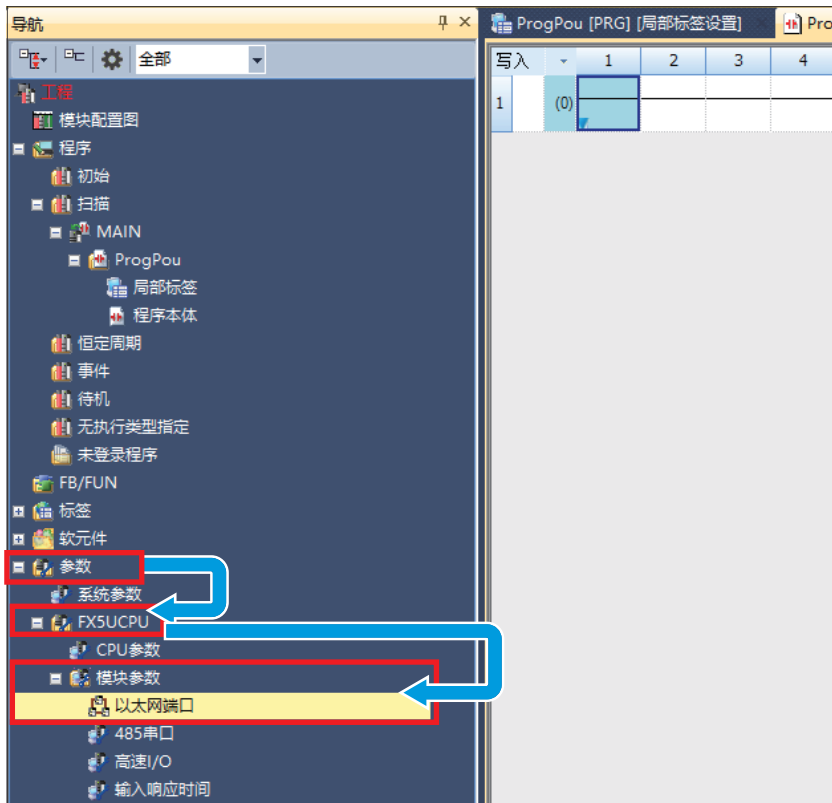 导航
全部
工程
模块配置图
程序
初始
扫描
MAIN
ProgPou
局部标签
程序本体
恒定周期
事件
待机
无执行类型指定
未登录程序
FB/FUN
标签
软元件
参数
系统参数
FX5UCPU
CPU参数
模块参数
以太网端口
485串口
高速I/O
输入响应时间
ProgPou [PRG] [局部标签设置]
Pro
写入 1 2 3 4
1 (0)